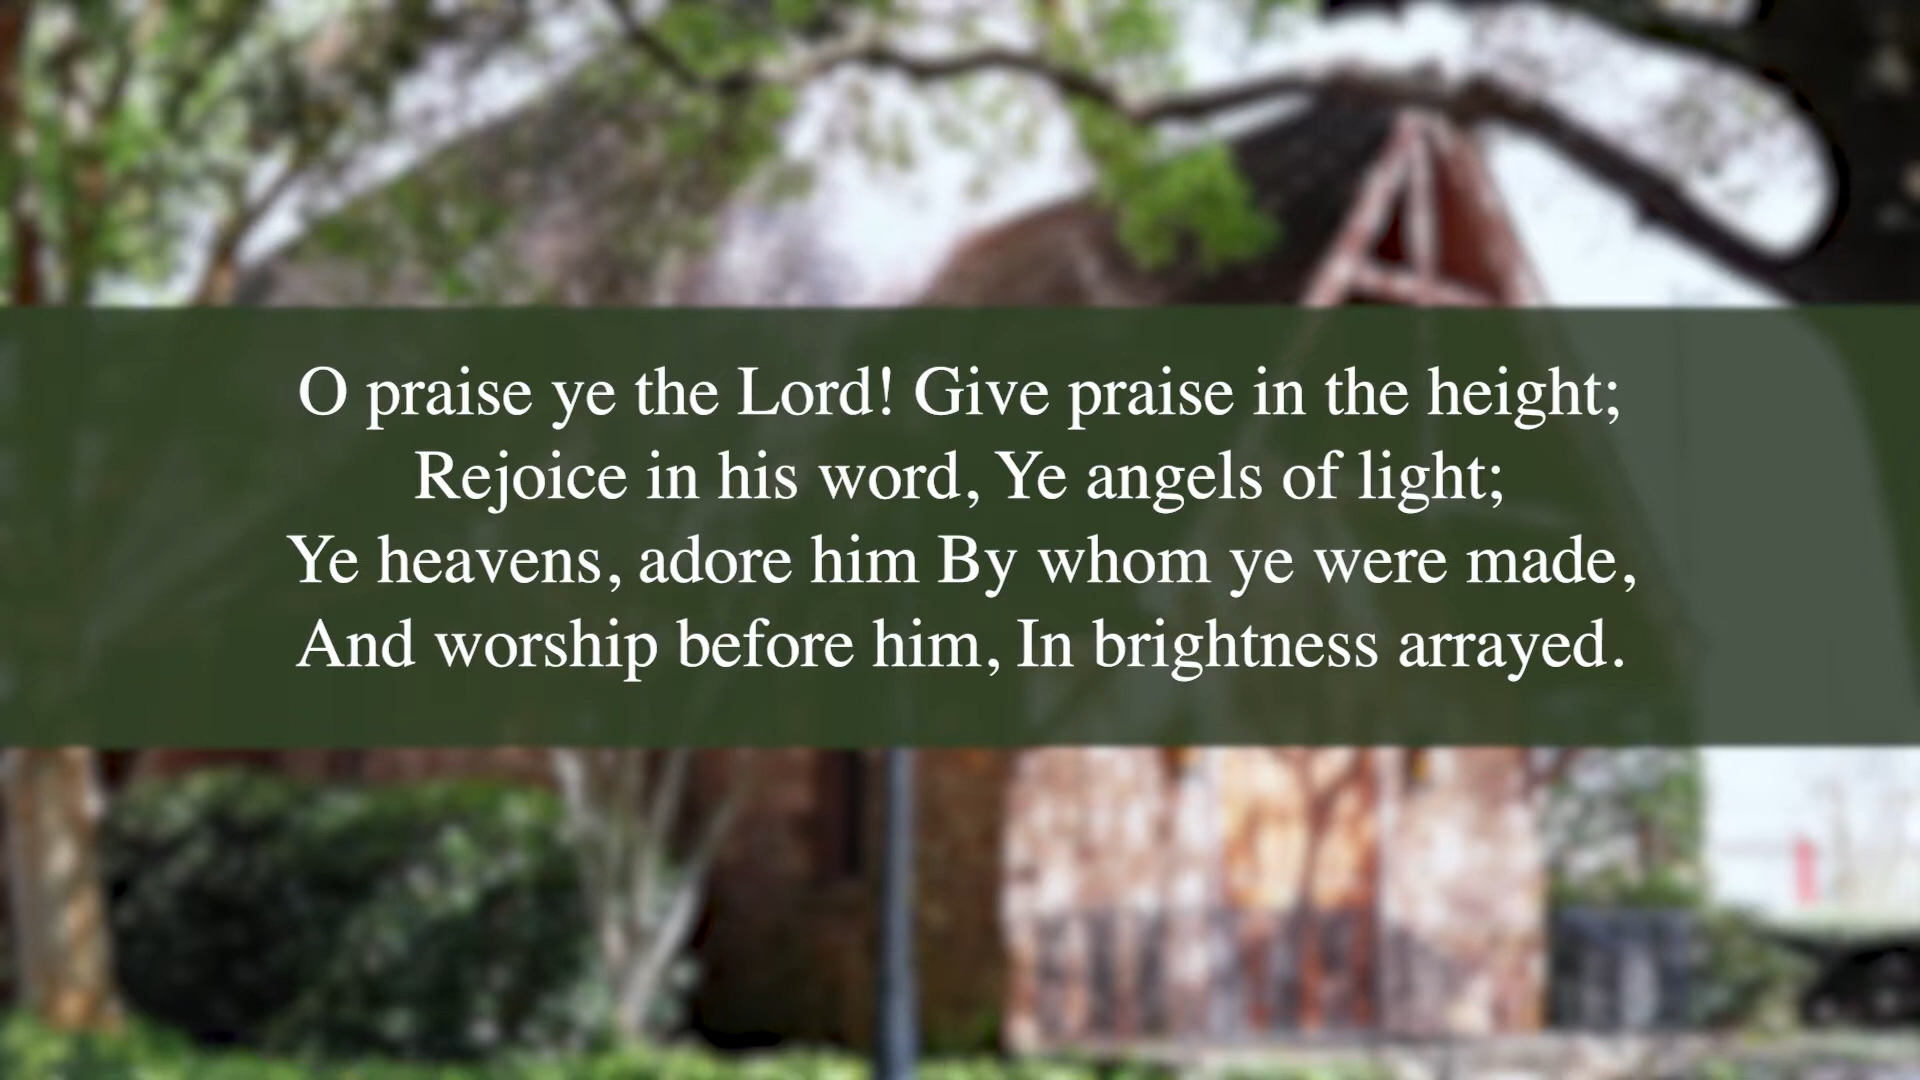 O praise ye the Lord! Give praise in the height;
Rejoice in his word, Ye angels of light;
Ye heavens, adore him By whom ye were made,
And worship before him, In brightness arrayed.